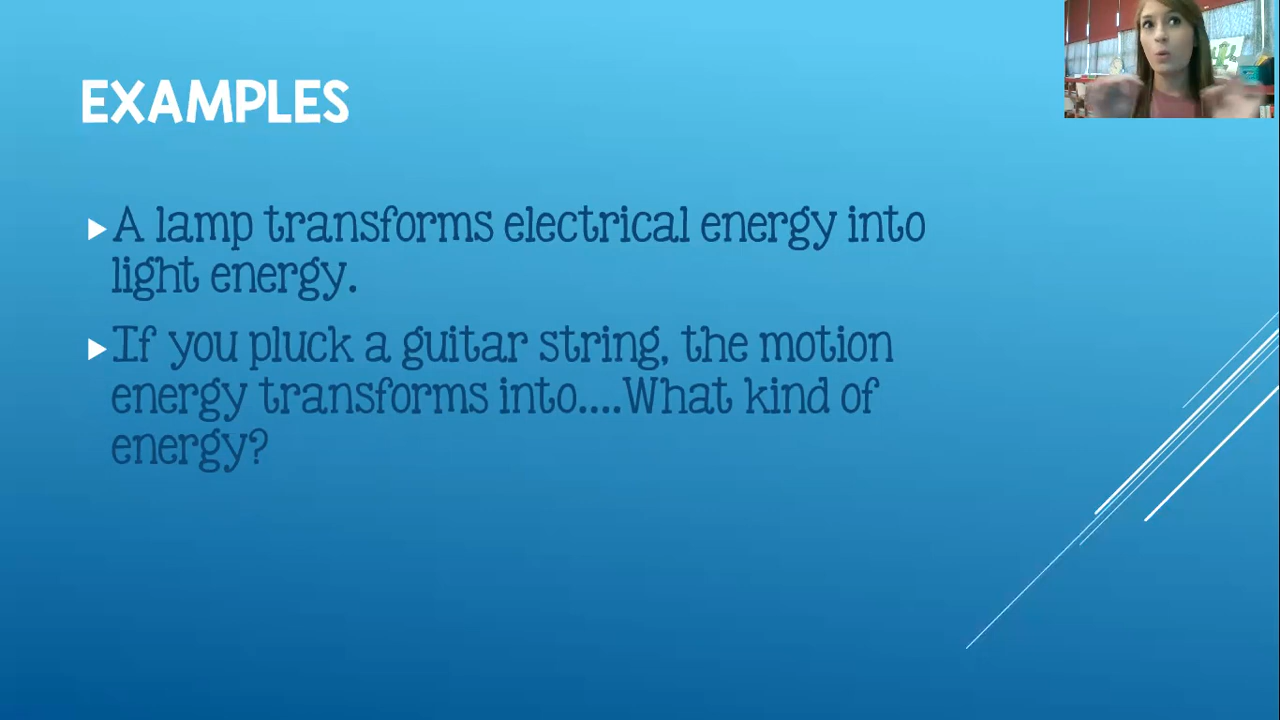 EXAMPLES
A lamp transforms electrical energy into
light energy.
If you pluck a guitar string, the motion
energy transforms into....What kind of
energy?